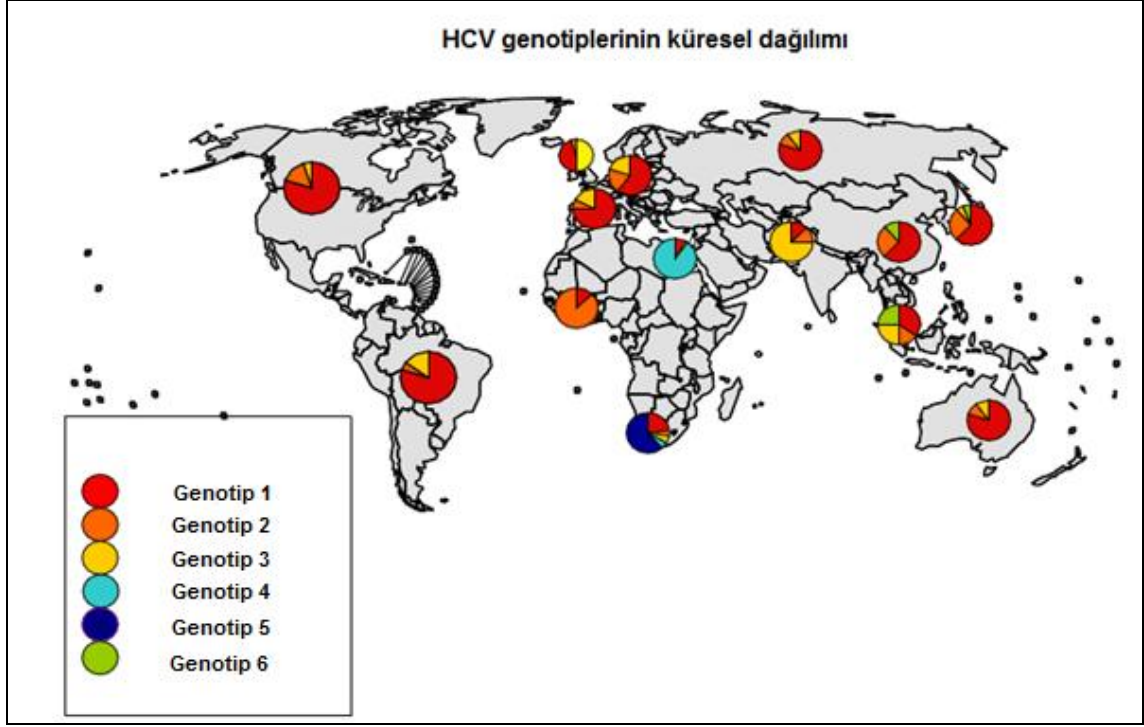 HCV genotiplerinin küresel dağılımı
Genotip 1
Genotip 2
Genotip 3
Genotip 4
Genotip 5
Genotip 6